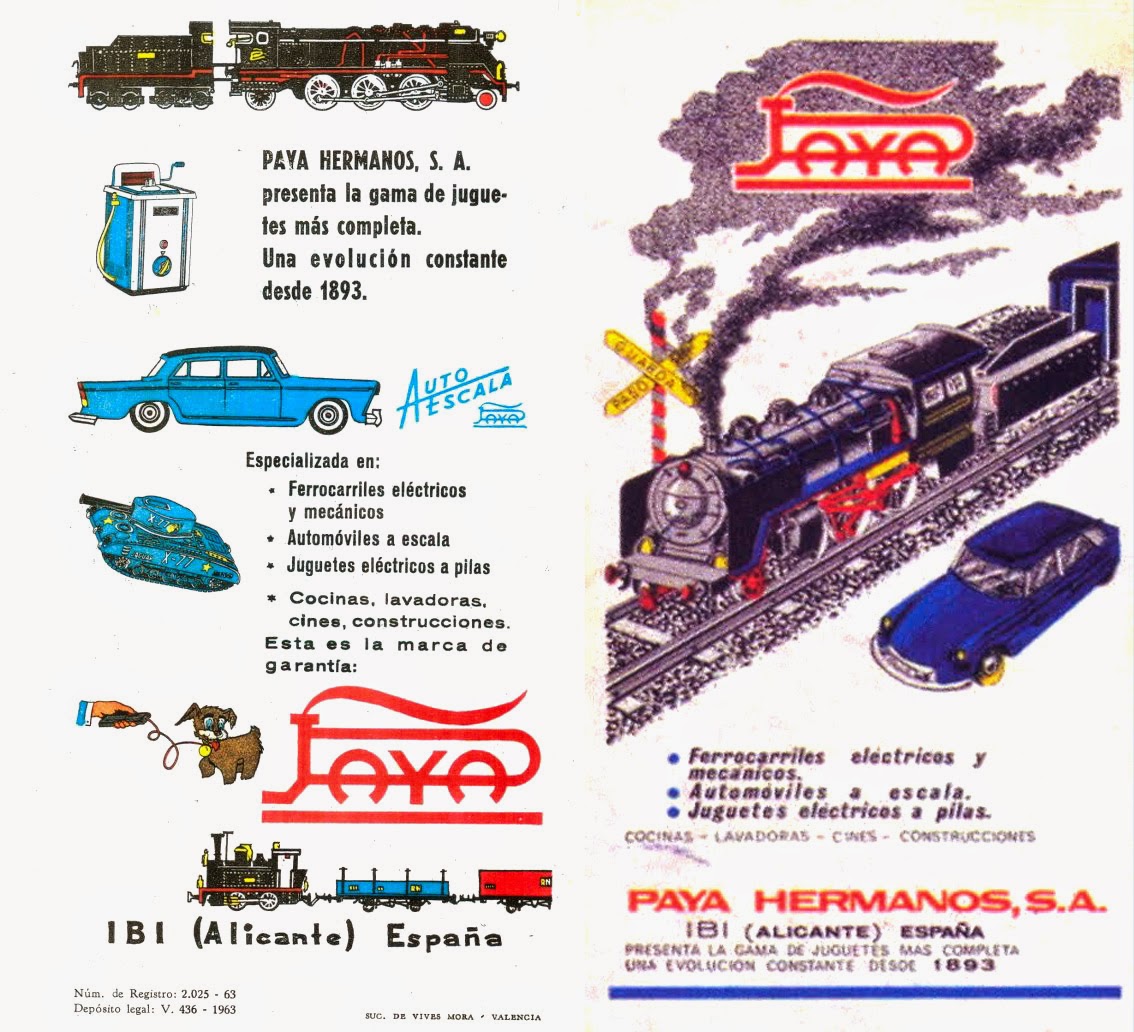 PAYA HERMANOS, S. A.
presenta la gama de jugue-
tes más completa.
Una evolución constante
desde 1893.
AUTO
ESCALA
PAYA
Especializada en:
* Ferrocarriles eléctricos
y mecánicos
* Automóviles a escala
* Juguetes eléctricos a pilas
* Cocinas, lavadoras,
cines, construcciones.
Esta es la marca de
garantía:
X-77
X-77
PAYA
RN
RN
IBI (Alicante) España
Núm. de Registro: 2.025 - 63
Depósito legal: V. 436 - 1963
SUC. DE VIVES MORA - VALENCIA
PAYA
GUARDA
PASO
• Ferrocarriles eléctricos y
mecánicos.
• Automóviles a escala.
• Juguetes eléctricos a pilas.
COCINAS - LAVADORAS - CINES - CONSTRUCCIONES
PAYA HERMANOS, S.A.
IBI (ALICANTE) ESPAÑA
PRESENTA LA GAMA DE JUGUETES MAS COMPLETA
UNA EVOLUCION CONSTANTE DESDE 1893